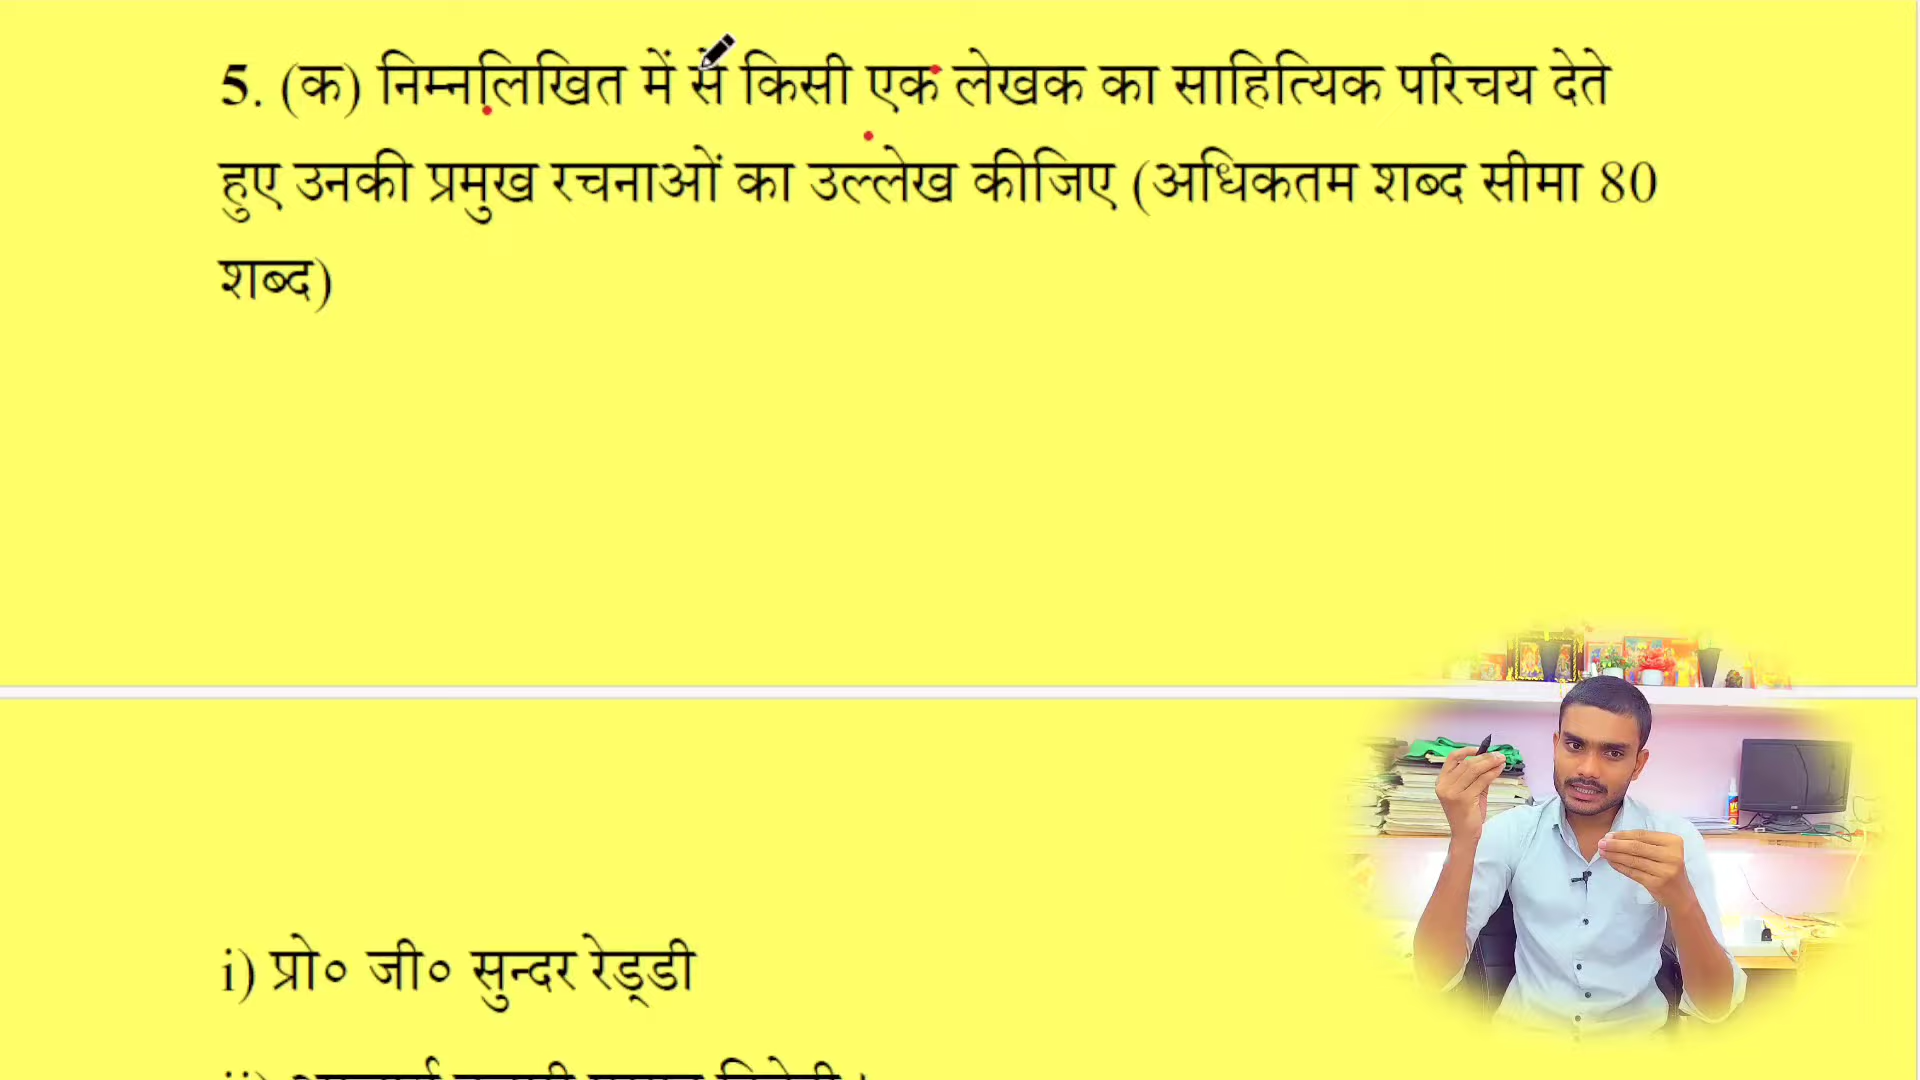 5. (क) निम्नलिखित में से किसी एक लेखक का साहित्यिक परिचय देते
हुए उनकी प्रमुख रचनाओं का उल्लेख कीजिए (अधिकतम शब्द सीमा 80
शब्द)
i) प्रो० जी० सुन्दर रेड्डी